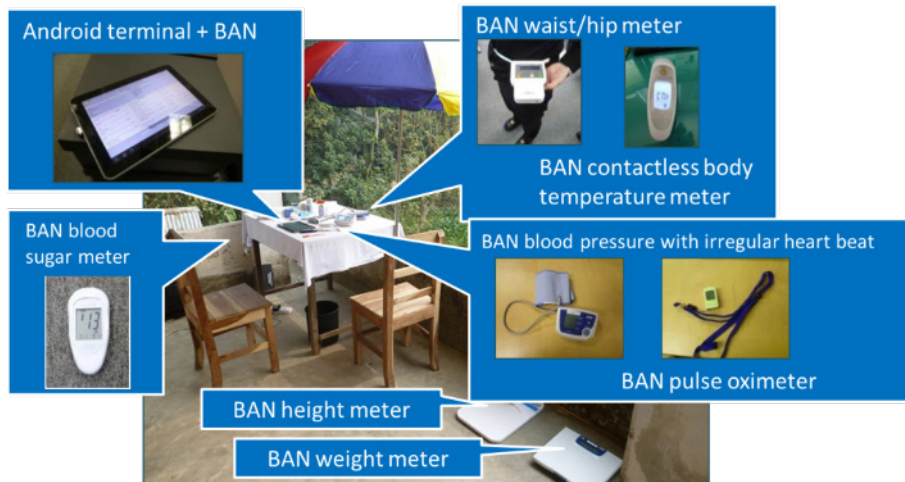 Android terminal + BAN
BAN waist/hip meter
BAN contactless body
temperature meter
BAN blood
sugar meter
BAN blood pressure with irregular heart beat
BAN pulse oximeter
BAN height meter
BAN weight meter